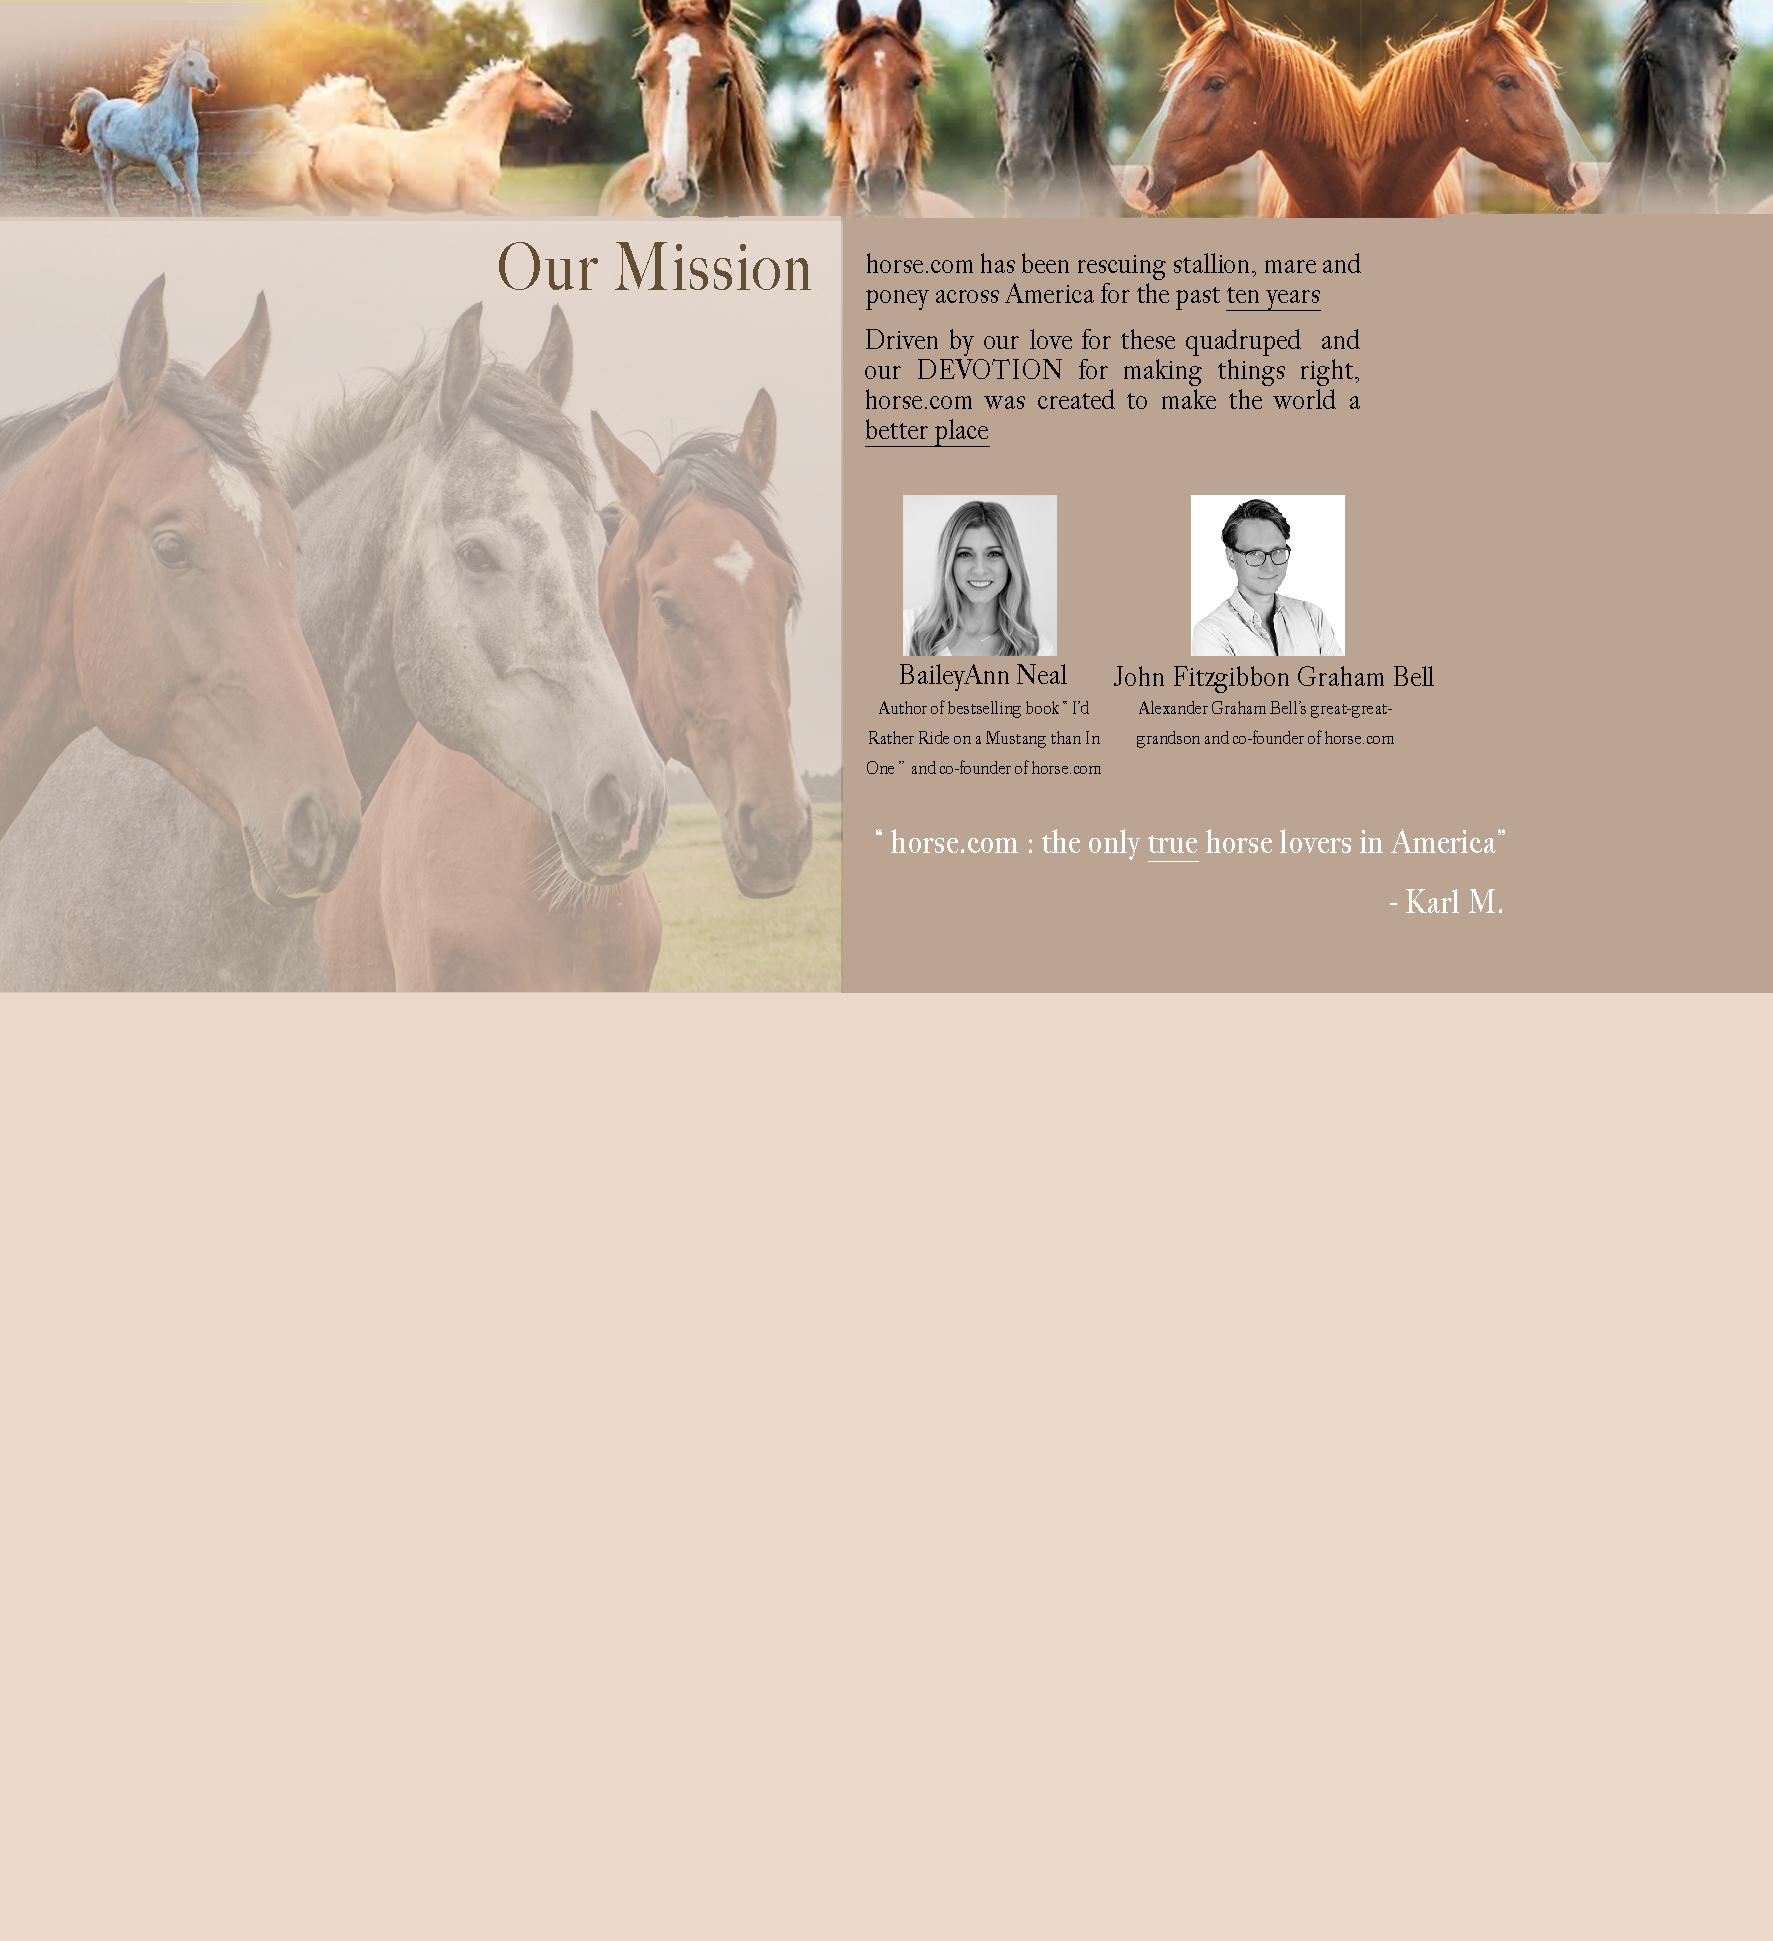 Our Mission
horse.com has been rescuing stallion, mare and
poney across America for the past ten years
Driven by our love for these quadruped and
our DEVOTION for making things right,
horse.com was created to make the world a
better place
BaileyAnn Neal
Author of bestselling book “ I’d
Rather Ride on a Mustang than In
One ” and co-founder of horse.com
John Fitzgibbon Graham Bell
Alexander Graham Bell’s great-great-
grandson and co-founder of horse.com
“ horse.com : the only true horse lovers in America”
- Karl M.